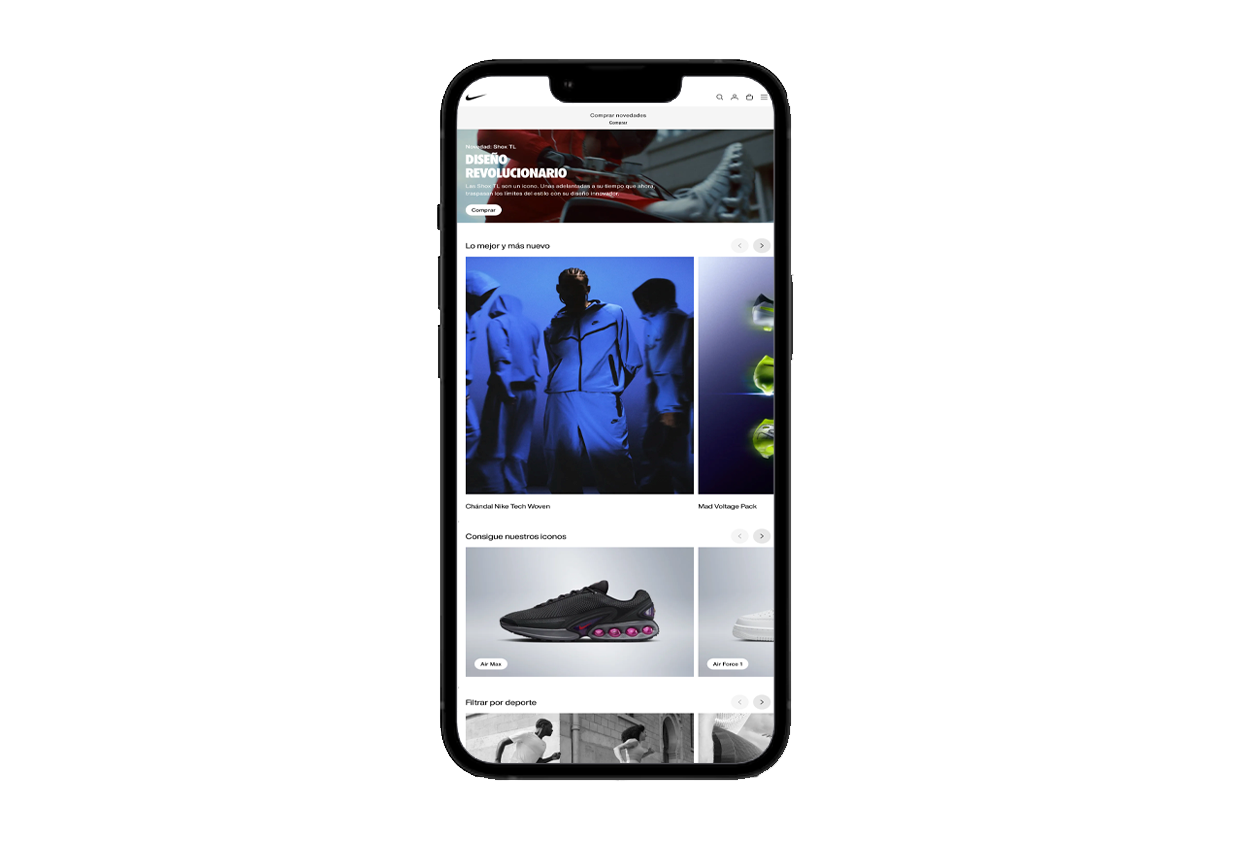 Comprar novedades
Comprar
Novedad: Shox TL
DISEÑO
REVOLUCIONARIO
Las Shox TL son un icono. Unas adelantadas a su tiempo que ahora,
traspasan los límites del estilo con su diseño innovador.
Comprar
Lo mejor y más nuevo
Chándal Nike Tech Woven
Mad Voltage Pack
Consigue nuestros iconos
Air Max
Air Force 1
Filtrar por deporte